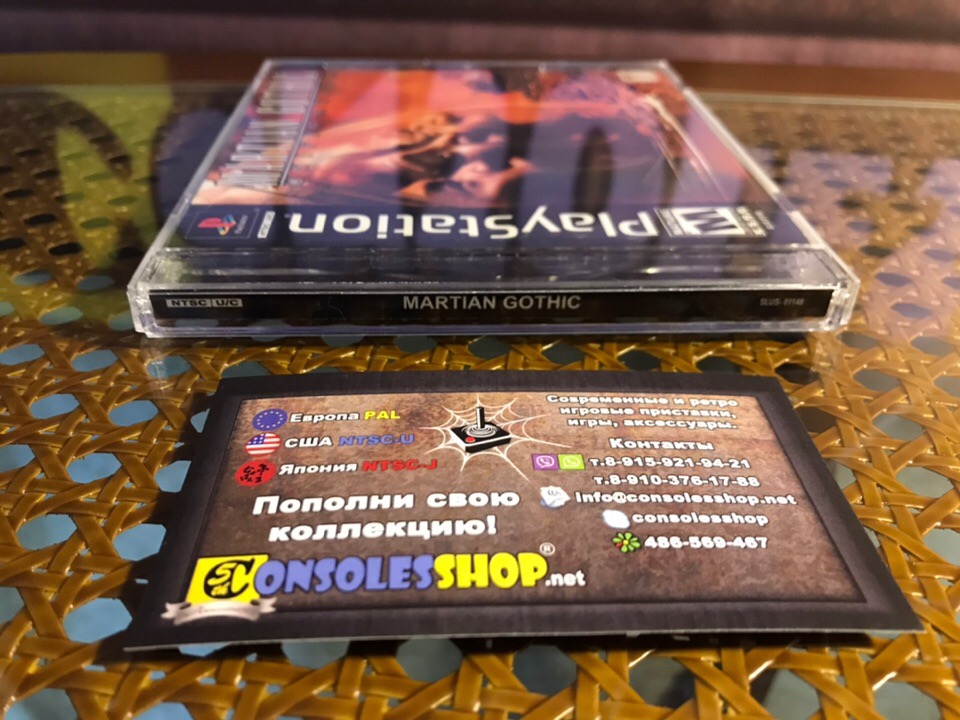 PlayStation
M
NTSC U/C
MARTIAN GOTHIC
SLUS-01148
Европа PAL
США NTSC-U
Япония NTSC-J
Пополни свою
коллекцию!
CONSOLESSHOP.net
Современные и ретро
игровые приставки,
игры, аксессуары.
Контакты
т.8-915-921-94-21
т.8-910-376-17-88
info@consolesshop.net
consolesshop
486-569-467